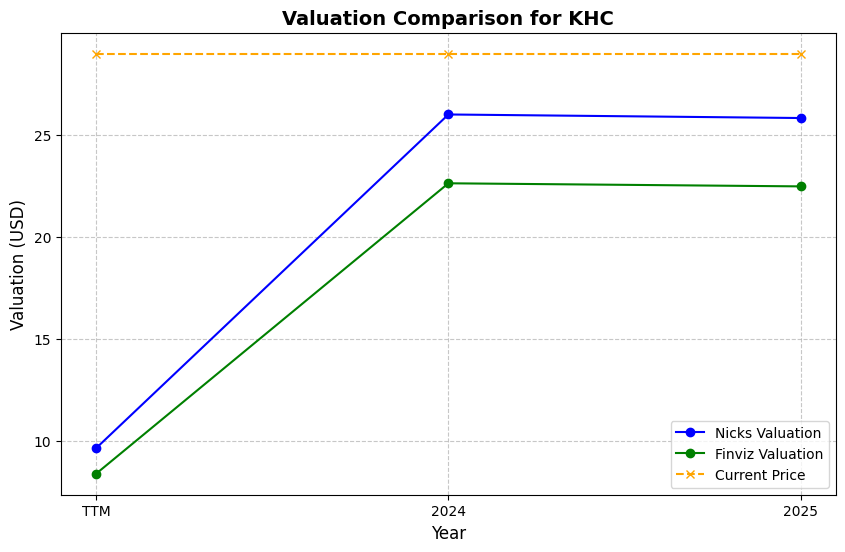 Valuation Comparison for KHC
Valuation (USD)
25
20
15
10
TTM
2024
2025
Year
Nicks Valuation
Finviz Valuation
Current Price